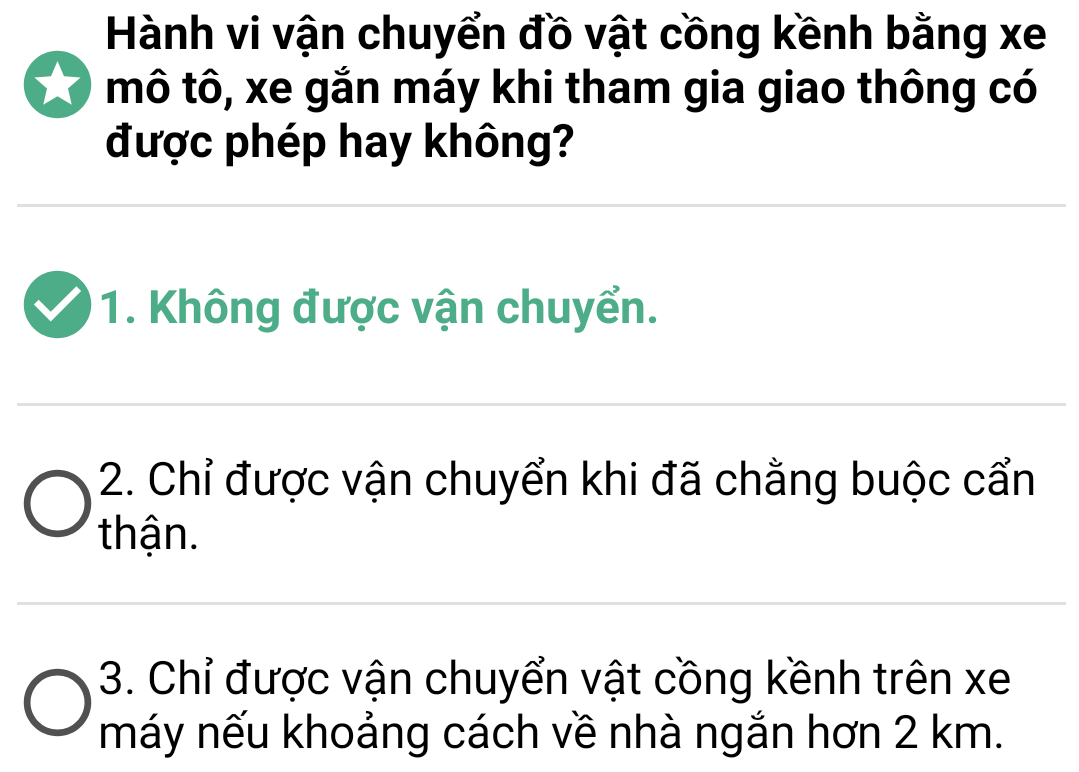 Hành vi vận chuyển đồ vật cồng kềnh bằng xe
mô tô, xe gắn máy khi tham gia giao thông có
được phép hay không?
1. Không được vận chuyển.
2. Chỉ được vận chuyển khi đã chằng buộc cẩn
thận.
3. Chỉ được vận chuyển vật cồng kềnh trên xe
máy nếu khoảng cách về nhà ngắn hơn 2 km.